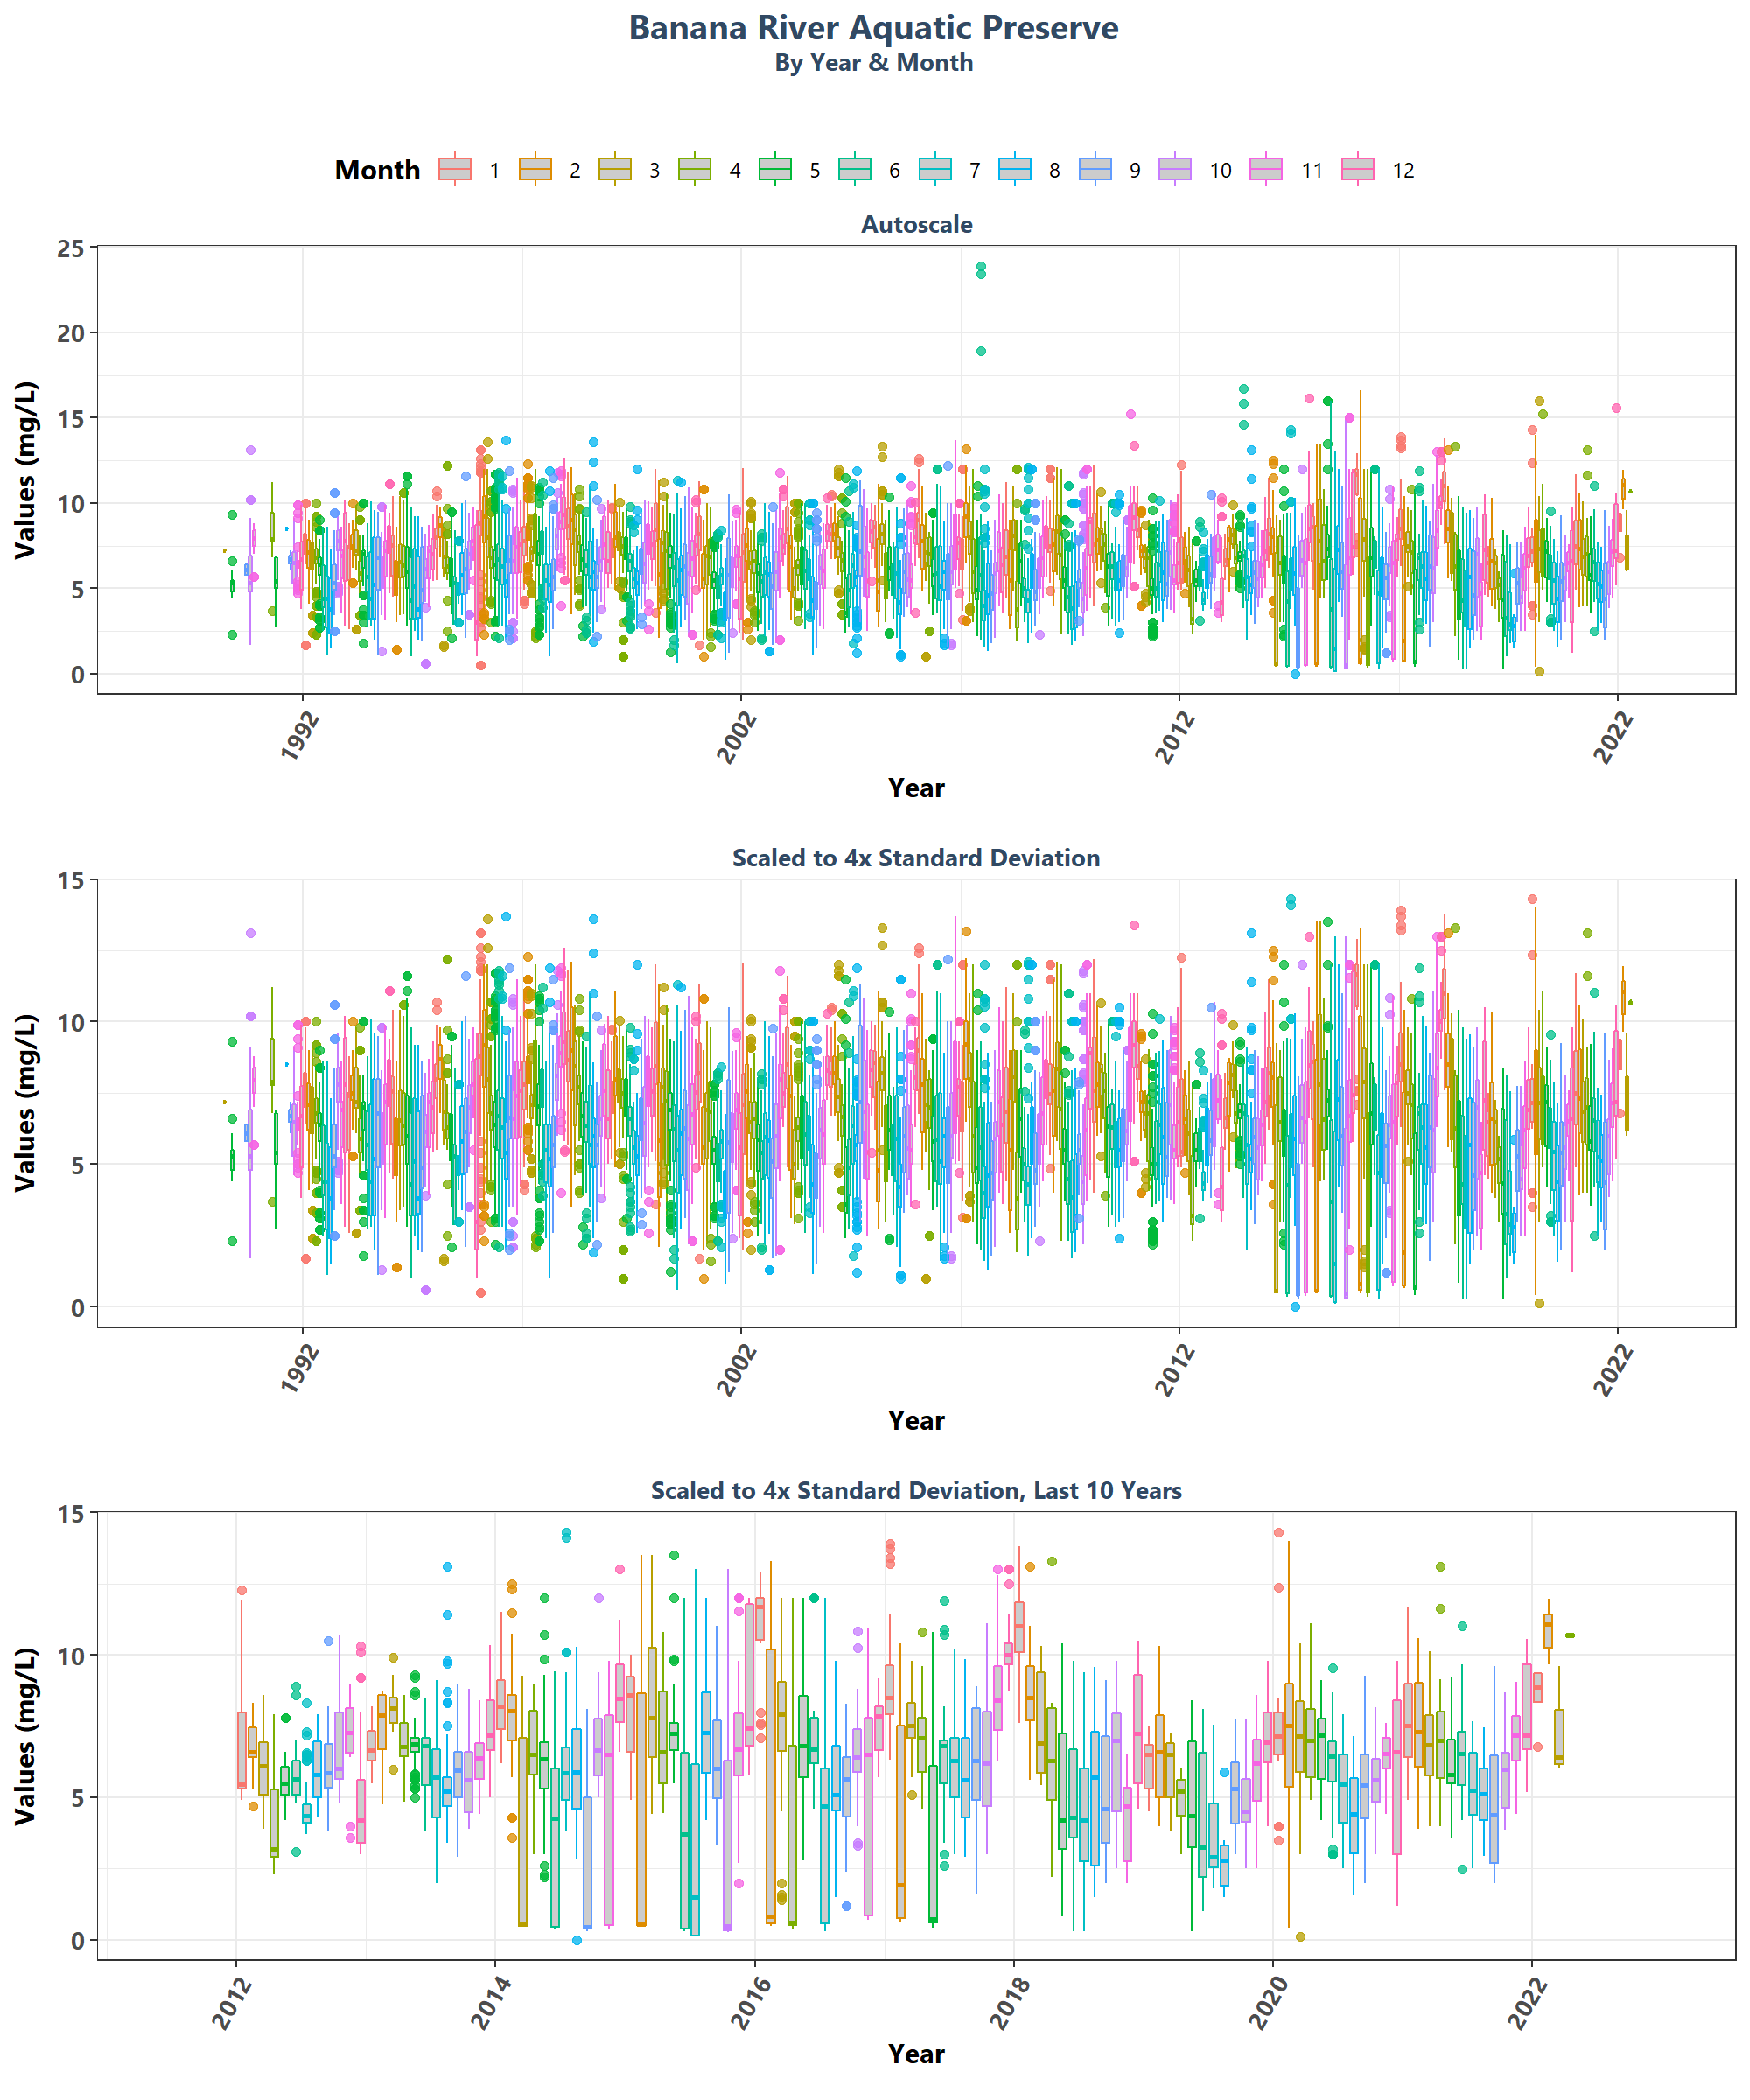 Banana River Aquatic Preserve
By Year & Month
Month 1 2 3 4 5 6 7 8 9 10 11 12
Autoscale
Values (mg/L)
25
20
15
10
5
0
1992 2002 2012 2022
Year
Scaled to 4x Standard Deviation
Values (mg/L)
15
10
5
0
1992 2002 2012 2022
Year
Scaled to 4x Standard Deviation, Last 10 Years
Values (mg/L)
15
10
5
0
2012 2014 2016 2018 2020 2022
Year